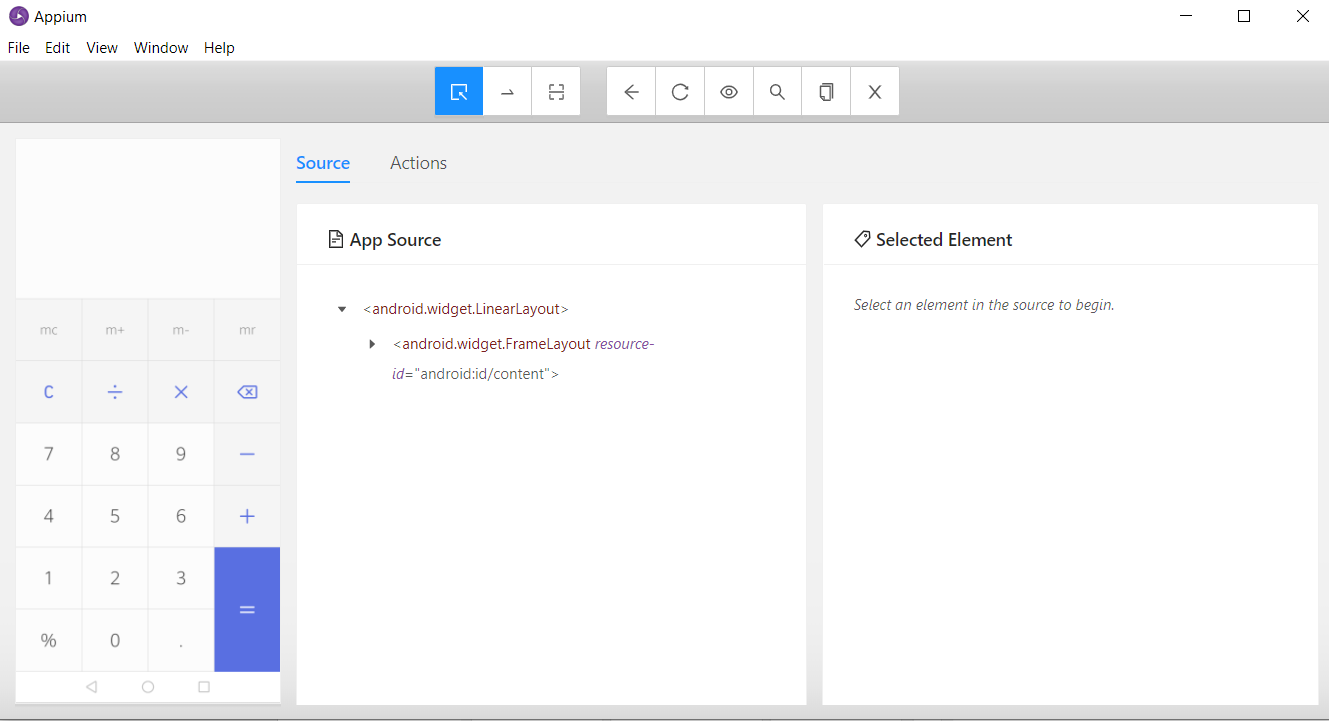 Appium
File Edit View Window Help
Source Actions
App Source
<android.widget.LinearLayout>
<android.widget.FrameLayout resource-
id="android:id/content">
Selected Element
Select an element in the source to begin.
mc m+ m- mr
C ÷ ×
7 8 9 −
4 5 6 +
1 2 3
=
% 0 .